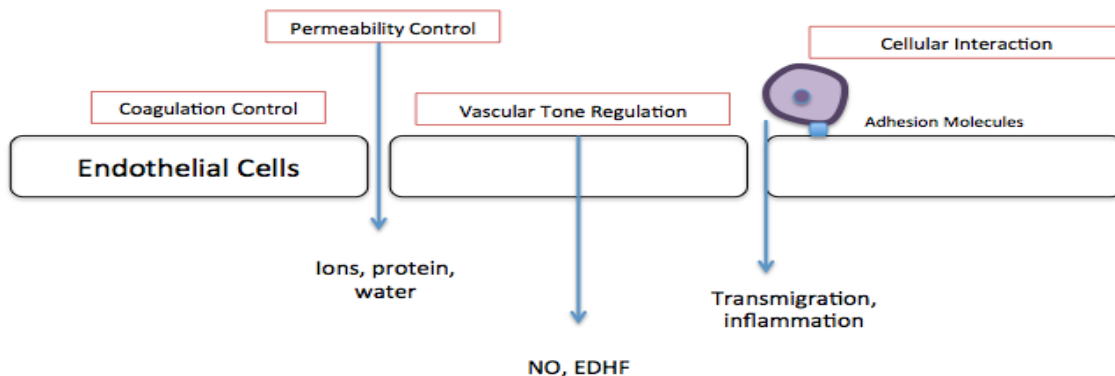 Permeability Control
Cellular Interaction
Coagulation Control
Vascular Tone Regulation
Adhesion Molecules
Endothelial Cells
Ions, protein,
water
Transmigration,
inflammation
NO, EDHF